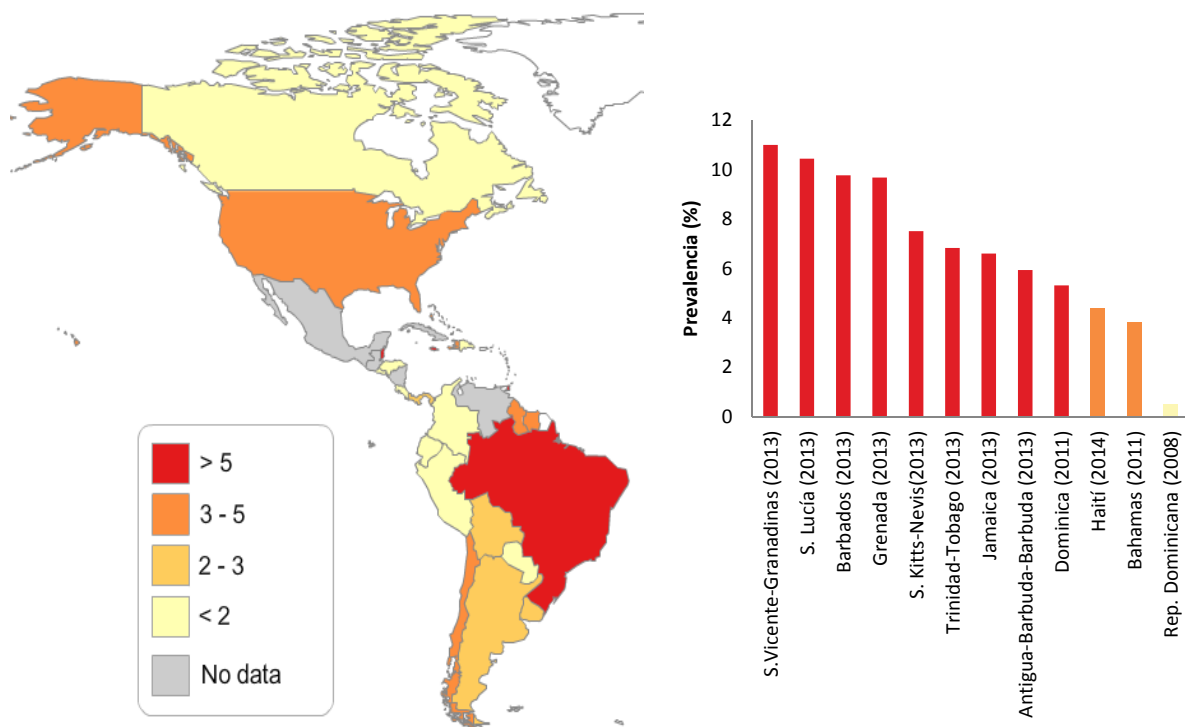 > 5
3 - 5
2 - 3
< 2
No data
Prevalencia (%)
12
10
8
6
4
2
0
S.Vicente-Granadinas (2013)
S. Lucía (2013)
Barbados (2013)
Grenada (2013)
S. Kitts-Nevis(2013)
Trinidad-Tobago (2013)
Jamaica (2013)
Antigua-Barbuda-Barbuda (2013)
Dominica (2011)
Haití (2014)
Bahamas (2011)
Rep. Dominicana (2008)